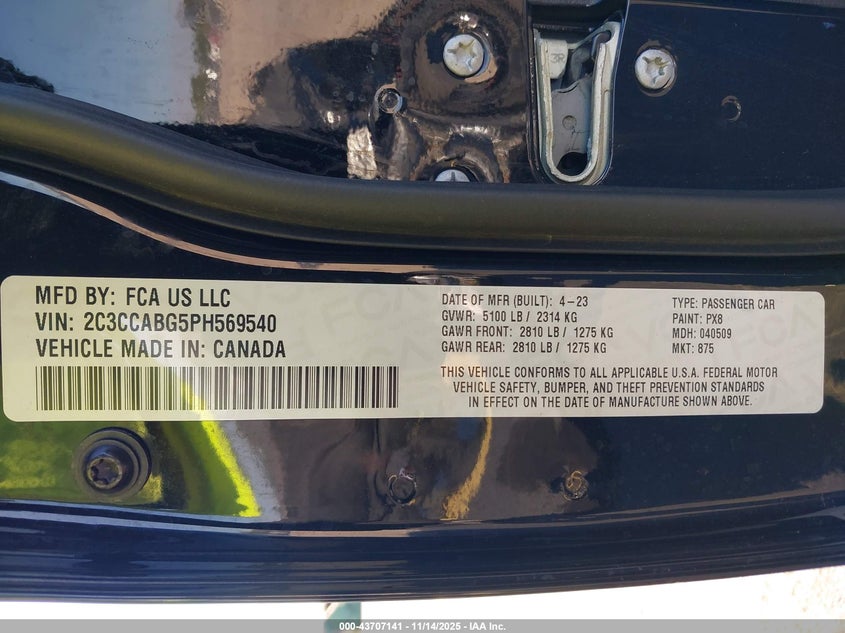 MFD BY: FCA US LLC
VIN: 2C3CCABG5PH569540
VEHICLE MADE IN: CANADA
DATE OF MFR (BUILT): 4-23
GVWR: 5100 LB / 2314 KG
GAWR FRONT: 2810 LB / 1275 KG
GAWR REAR: 2810 LB / 1275 KG
TYPE: PASSENGER CAR
PAINT: PX8
MDH: 040509
MKT: 875
THIS VEHICLE CONFORMS TO ALL APPLICABLE U.S.A. FEDERAL MOTOR
VEHICLE SAFETY, BUMPER, AND THEFT PREVENTION STANDARDS
IN EFFECT ON THE DATE OF MANUFACTURE SHOWN ABOVE.
000-43707141 - 11/14/2025 - IAA Inc.